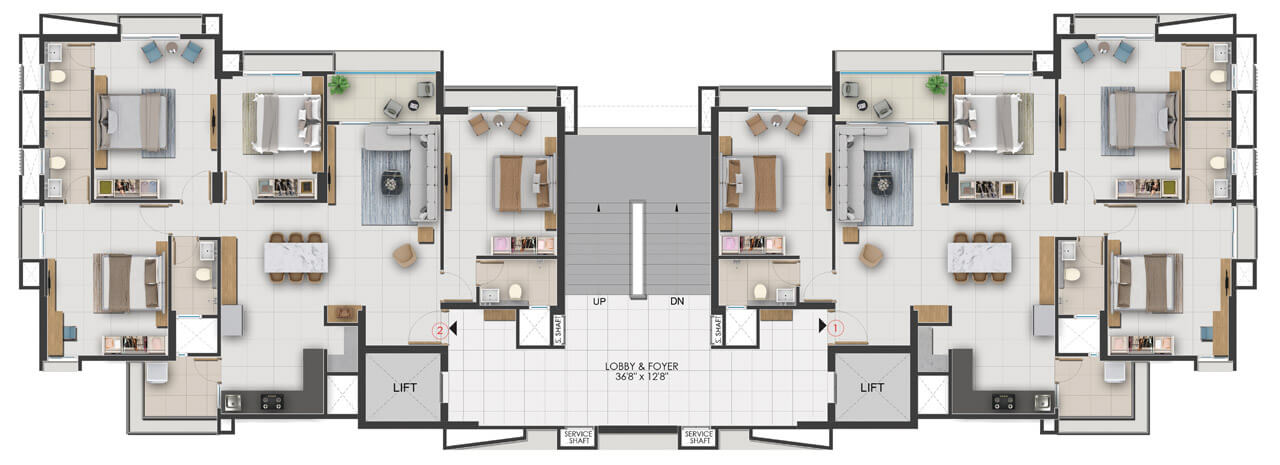 UP
DN
2
1
S. SHAFT
S. SHAFT
LOBBY & FOYER
36'8" x 12'8"
LIFT
LIFT
SERVICE
SHAFT
SERVICE
SHAFT